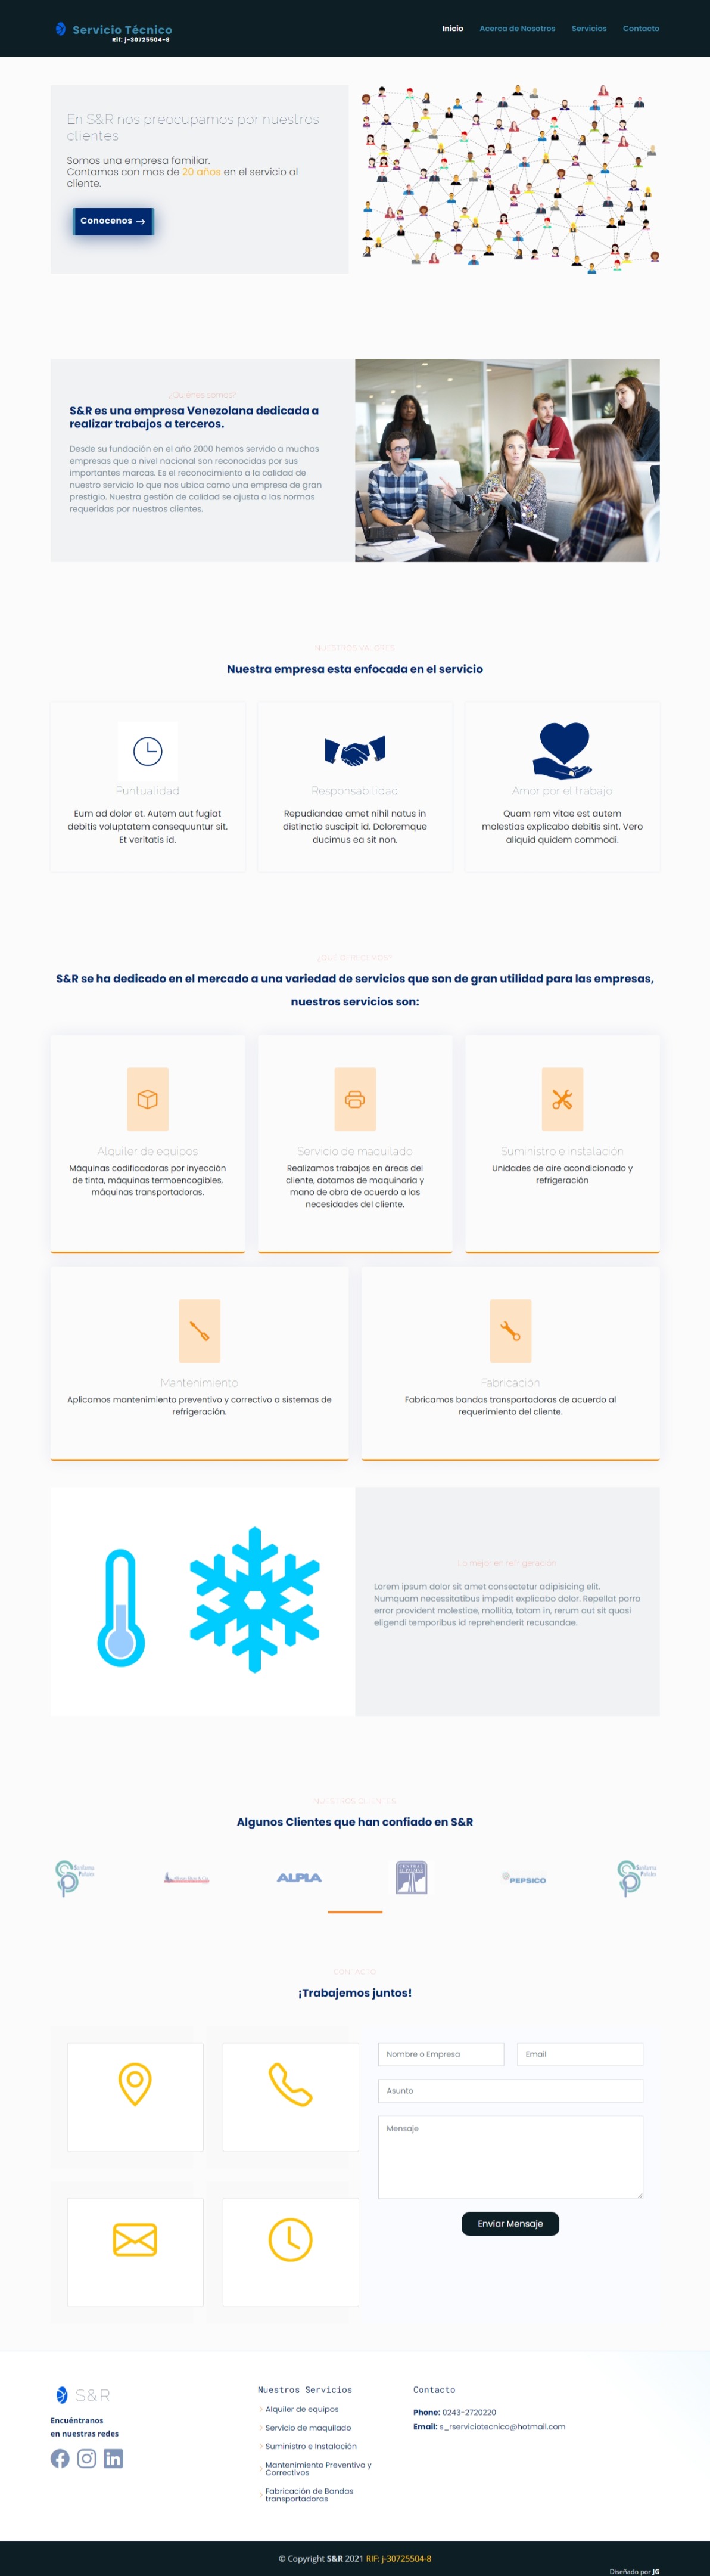 Servicio Técnico
Rif: j-30725504-8
Inicio
Acerca de Nosotros
Servicios
Contacto
En S&R nos preocupamos por nuestros
clientes
Somos una empresa familiar.
Contamos con mas de 20 años en el servicio al
cliente.
Conocenos →
¿Quienes somos?
S&R es una empresa Venezolana dedicada a
realizar trabajos a terceros.
Desde su fundación en el año 2000 hemos servido a muchas
empresas que a nivel nacional son reconocidas por sus
importantes marcas. Es el reconocimiento a la calidad de
nuestro servicio lo que nos ubica como una empresa de gran
prestigio. Nuestra gestión de calidad se ajusta a las normas
requeridas por nuestros clientes.
NUESTROS VALORES
Nuestra empresa esta enfocada en el servicio
Puntualidad
Eum ad dolor et. Autem aut fugiat
debitis voluptatem consequuntur sit.
Et veritatis id.
Responsabilidad
Repudiandae amet nihil natus in
distinctio suscipit id. Doloremque
ducimus ea sit non.
Amor por el trabajo
Quam rem vitae est autem
molestias explicabo debitis sint. Vero
aliquid quidem commodi.
¿QUÉ OFRECEMOS?
S&R se ha dedicado en el mercado a una variedad de servicios que son de gran utilidad para las empresas,
nuestros servicios son:
Alquiler de equipos
Máquinas codificadoras por inyección
de tinta, máquinas termoencogibles,
máquinas transportadoras.
Servicio de maquilado
Realizamos trabajos en áreas del
cliente, dotamos de maquinaria y
mano de obra de acuerdo a las
necesidades del cliente.
Suministro e instalación
Unidades de aire acondicionado y
refrigeración
Mantenimiento
Aplicamos mantenimiento preventivo y correctivo a sistemas de
refrigeración.
Fabricación
Fabricamos bandas transportadoras de acuerdo al
requerimiento del cliente.
Lo mejor en refrigeración
Lorem ipsum dolor sit amet consectetur adipisicing elit.
Numquam necessitatibus impedit explicabo dolor. Repellat porro
error provident molestiae, mollitia, totam in, rerum aut sit quasi
eligendi temporibus id reprehenderit recusandae.
NUESTROS CLIENTES
Algunos Clientes que han confiado en S&R
ALPLA
PEPSICO
CONTACTO
¡Trabajemos juntos!
Nombre o Empresa
Email
Asunto
Mensaje
Enviar Mensaje
S&R
Encuéntranos
en nuestras redes
Nuestros Servicios
Alquiler de equipos
Servicio de maquilado
Suministro e Instalación
Mantenimiento Preventivo y
Correctivos
Fabricación de Bandas
transportadoras
Contacto
Phone: 0243-2720220
Email: s_rserviciotecnico@hotmail.com
© Copyright S&R 2021 RIF: j-30725504-8
Diseñado por JG